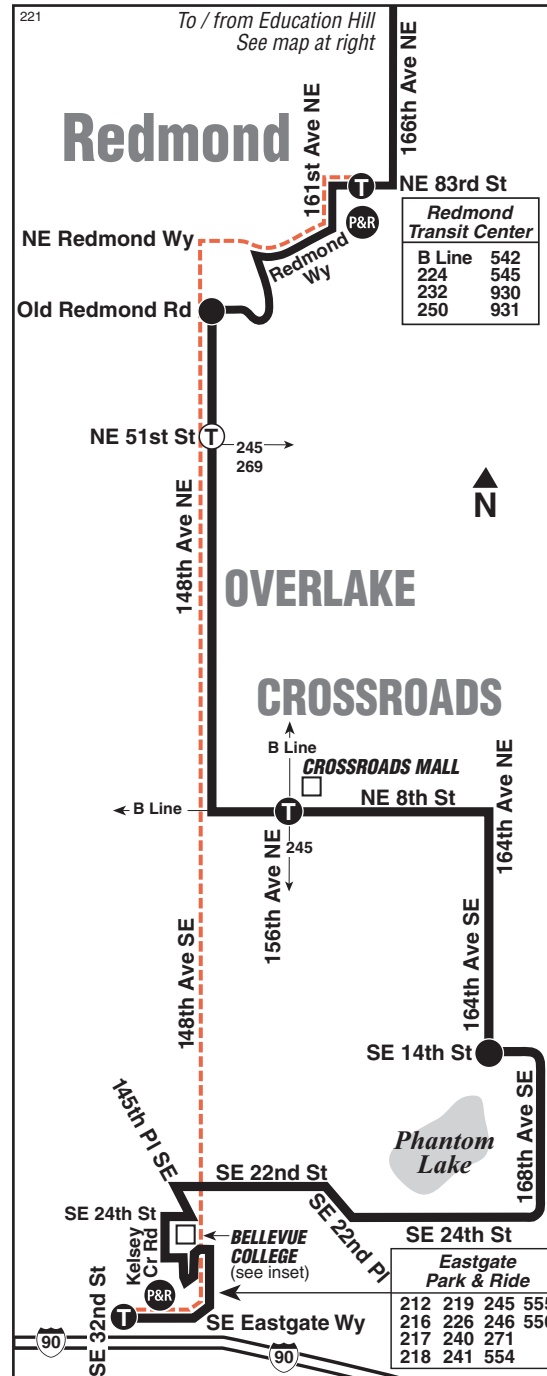 221
To / from Education Hill
See map at right
166th Ave NE
Redmond
161st Ave NE
T
NE 83rd St
P&R
Redmond
Transit Center
B Line 542
224 545
232 930
250 931
NE Redmond Wy
Redmond
Wy
Old Redmond Rd
NE 51st St
T
245
269
N
148th Ave NE
OVERLAKE
CROSSROADS
B Line
CROSSROADS MALL
B Line
T
NE 8th St
164th Ave NE
156th Ave NE
245
148th Ave SE
164th Ave SE
SE 14th St
168th Ave SE
Phantom
Lake
145th Pl SE
SE 22nd St
SE 22nd Pl
SE 24th St
SE 24th St
Kelsey
Cr Rd
BELLEVUE
COLLEGE
(see inset)
P&R
T
SE Eastgate Wy
SE 32nd St
90
90
Eastgate
Park & Ride
212 219 245 555
216 226 246
217 240 271
218 241 554